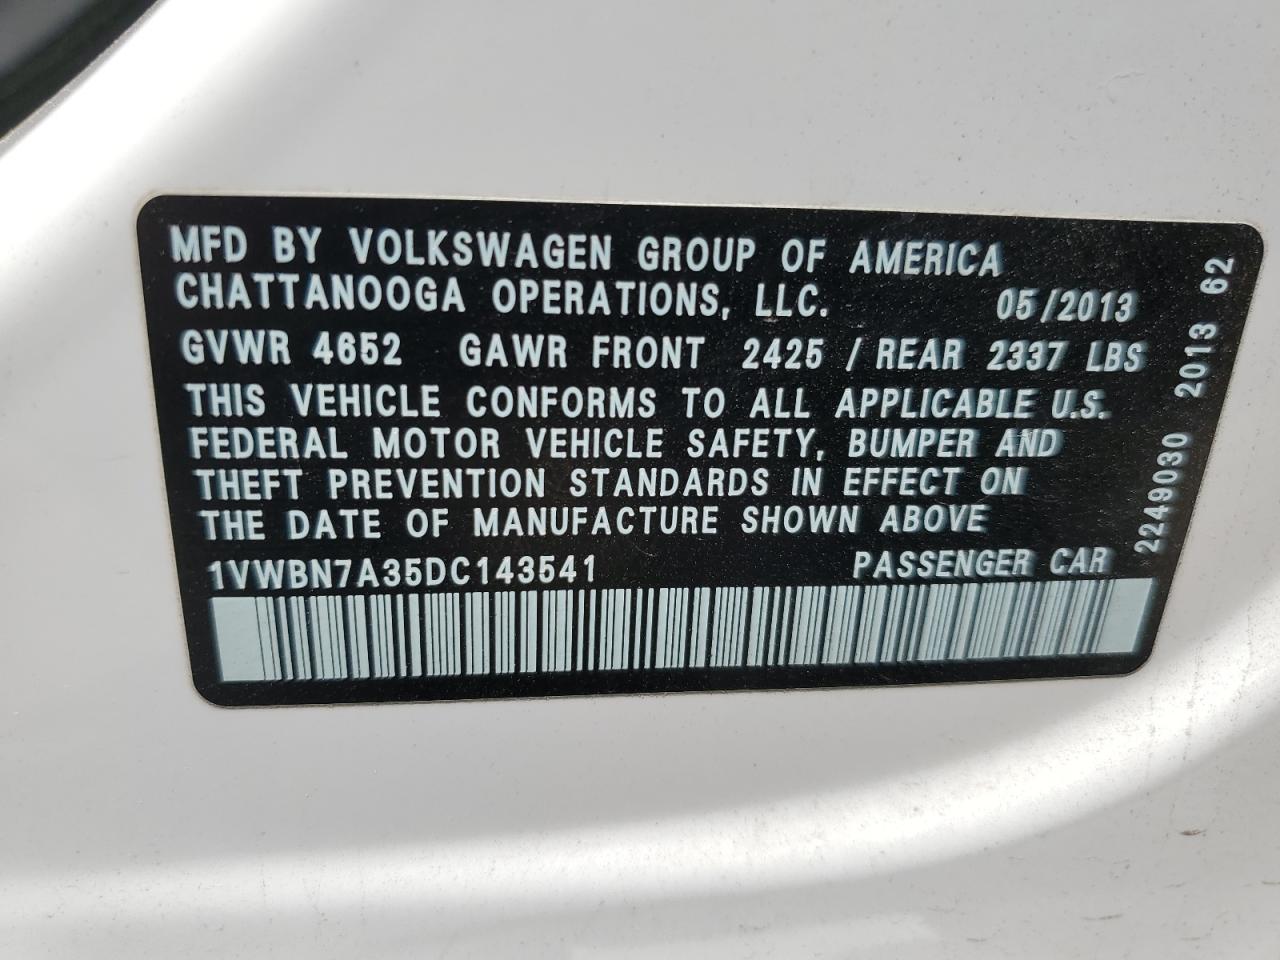 MFD BY VOLKSWAGEN GROUP OF AMERICA
CHATTANOOGA OPERATIONS, LLC. 05/2013
GVWR 4652 GAWR FRONT 2425 / REAR 2337 LBS
THIS VEHICLE CONFORMS TO ALL APPLICABLE U.S.
FEDERAL MOTOR VEHICLE SAFETY, BUMPER AND
THEFT PREVENTION STANDARDS IN EFFECT ON
THE DATE OF MANUFACTURE SHOWN ABOVE
1VWBN7A35DC143541 PASSENGER CAR
2249030 2013 62